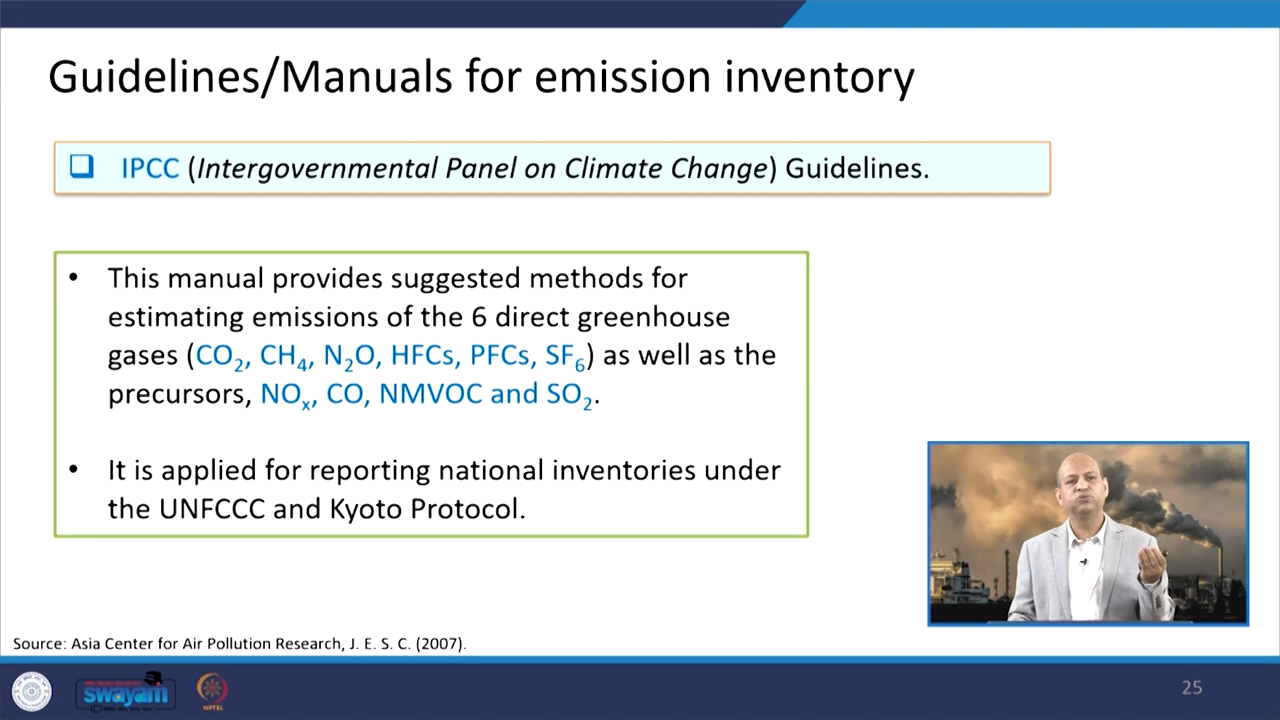 Guidelines/Manuals for emission inventory
❑ IPCC (Intergovernmental Panel on Climate Change) Guidelines.
• This manual provides suggested methods for
estimating emissions of the 6 direct greenhouse
gases (CO₂, CH₄, N₂O, HFCs, PFCs, SF₆) as well as the
precursors, NOₓ, CO, NMVOC and SO₂.
• It is applied for reporting national inventories under
the UNFCCC and Kyoto Protocol.
Source: Asia Center for Air Pollution Research, J. E. S. C. (2007).
swayam
NPTEL
25